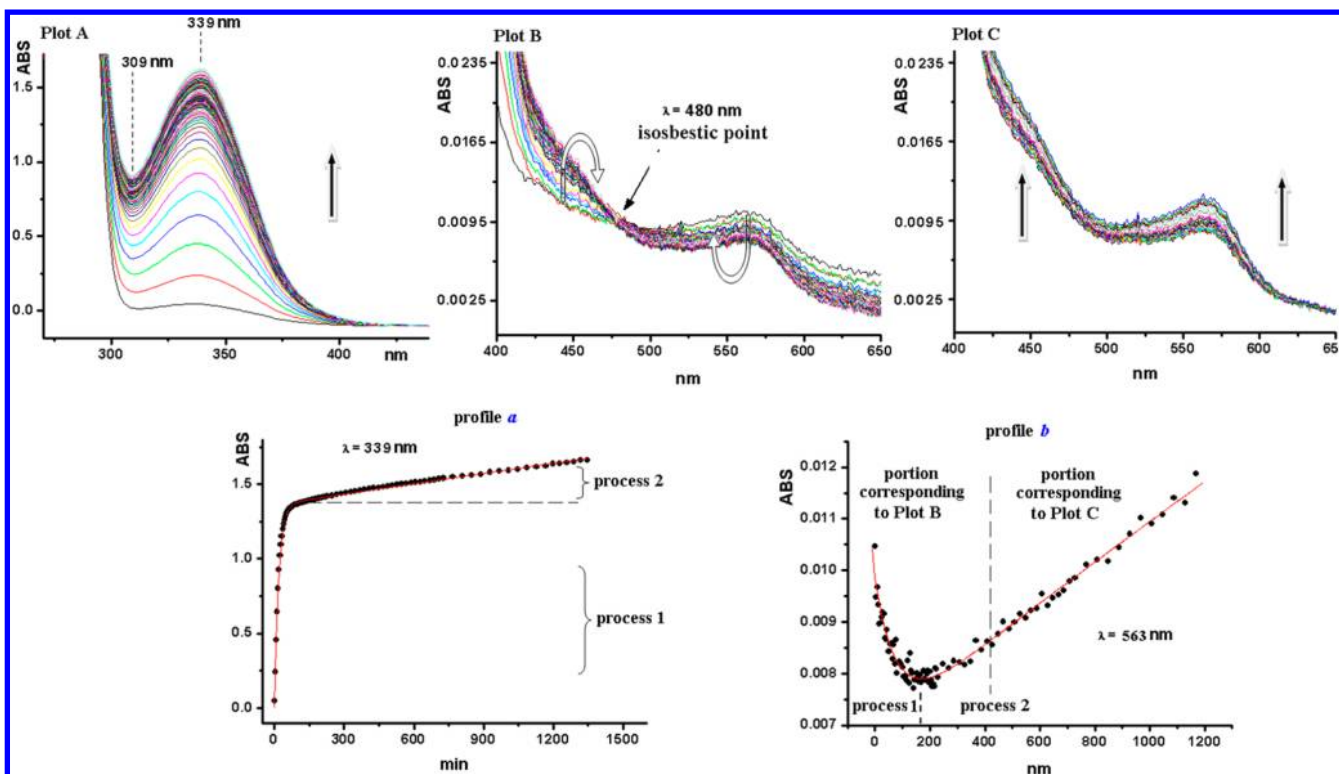 Plot A
339 nm
309 nm
ABS
1.5
1.0
0.5
0.0
300
350
400
nm
Plot B
ABS
0.0235
0.0165
0.0095
0.0025
λ = 480 nm
isosbestic point
400
450
500
550
600
650
nm
Plot C
ABS
0.0235
0.0165
0.0095
0.0025
400
450
500
550
600
650
nm
profile a
ABS
λ = 339 nm
1.5
1.0
0.5
0.0
process 2
process 1
0
300
600
900
1200
1500
min
profile b
ABS
0.012
0.011
0.010
0.009
0.008
0.007
portion
corresponding
to Plot B
portion
corresponding
to Plot C
λ = 563 nm
process 1
process 2
0
200
400
600
800
1000
1200
nm